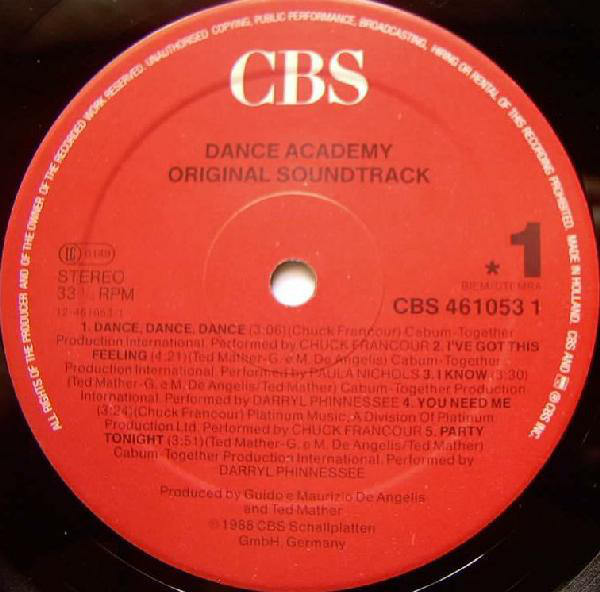 ALL RIGHTS OF THE PRODUCER AND OF THE OWNER OF THE RECORDED WORK RESERVED. UNAUTHORISED COPYING, PUBLIC PERFORMANCE, BROADCASTING, HIRING OR RENTAL OF THIS RECORDING PROHIBITED. MADE IN HOLLAND. CBS AND ® CBS INC.
CBS
DANCE ACADEMY
ORIGINAL SOUNDTRACK
LC 0149
STEREO
33⅓ RPM
12-461053-1
* 1
BIEM/STEMRA
CBS 461053 1
1. DANCE, DANCE, DANCE (3:06)(Chuck Francour) Cabum-Together
Production International. Performed by CHUCK FRANCOUR 2. I'VE GOT THIS
FEELING (4:21)(Ted Mather-G. e M. De Angelis) Cabum-Together
Production International. Performed by PAULA NICHOLS 3. I KNOW (3:30)
(Ted Mather-G. e M. De Angelis/Ted Mather) Cabum-Together Production
International. Performed by DARRYL PHINNESSEE 4. YOU NEED ME
(3:24)(Chuck Francour) Platinum Music, A Division Of Platinum
Production Ltd. Performed by CHUCK FRANCOUR 5. PARTY
TONIGHT (3:51)(Ted Mather-G. e M. De Angelis/Ted Mather)
Cabum-Together Production International. Performed by
DARRYL PHINNESSEE
Produced by Guido e Maurizio De Angelis
and Ted Mather
℗1988 CBS Schallplatten
GmbH, Germany